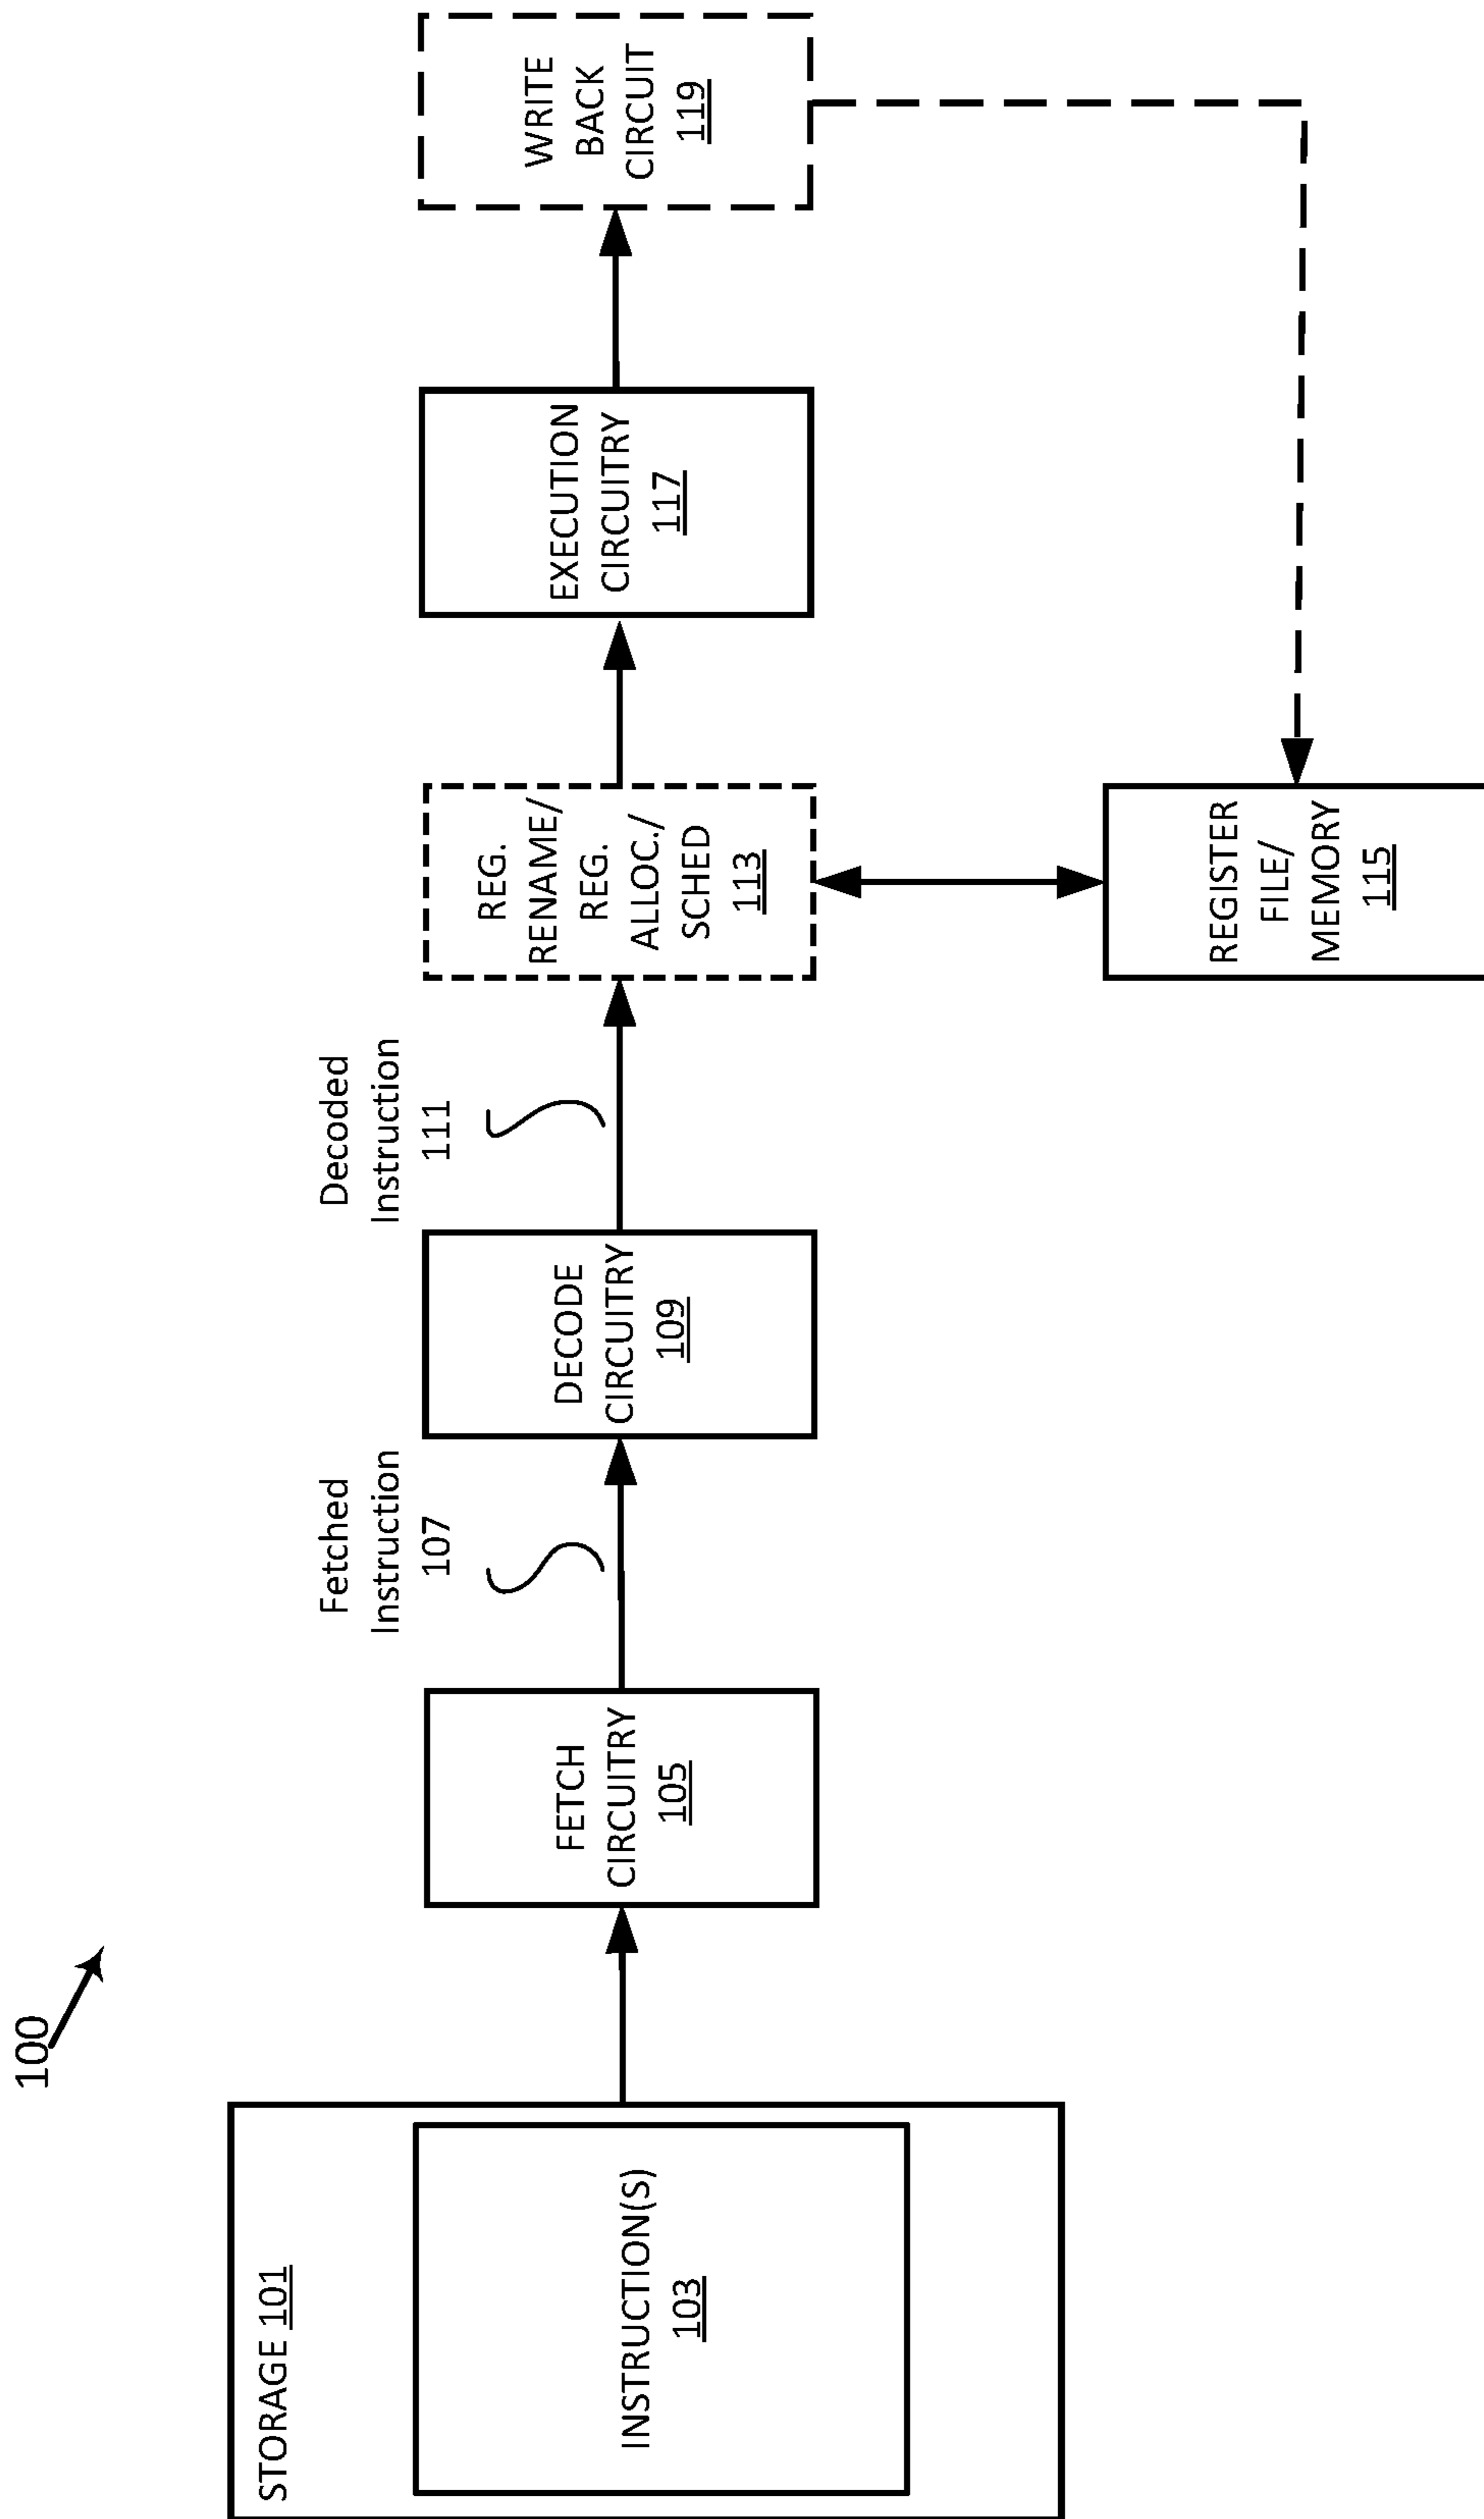 100
STORAGE 101
INSTRUCTION(S)
103
FETCH
CIRCUITRY
105
Fetched
Instruction
107
DECODE
CIRCUITRY
109
Decoded
Instruction
111
REG.
RENAME/
REG.
ALLOC./
SCHED
113
EXECUTION
CIRCUITRY
117
WRITE
BACK
CIRCUIT
119
REGISTER
FILE/
MEMORY
115